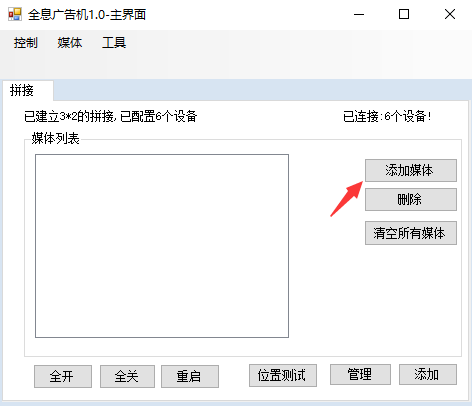 全息广告机1.0-主界面
控制 媒体 工具
拼接
已建立3*2的拼接,已配置6个设备 已连接:6个设备!
媒体列表
添加媒体
删除
清空所有媒体
全开 全关 重启 位置测试 管理 添加